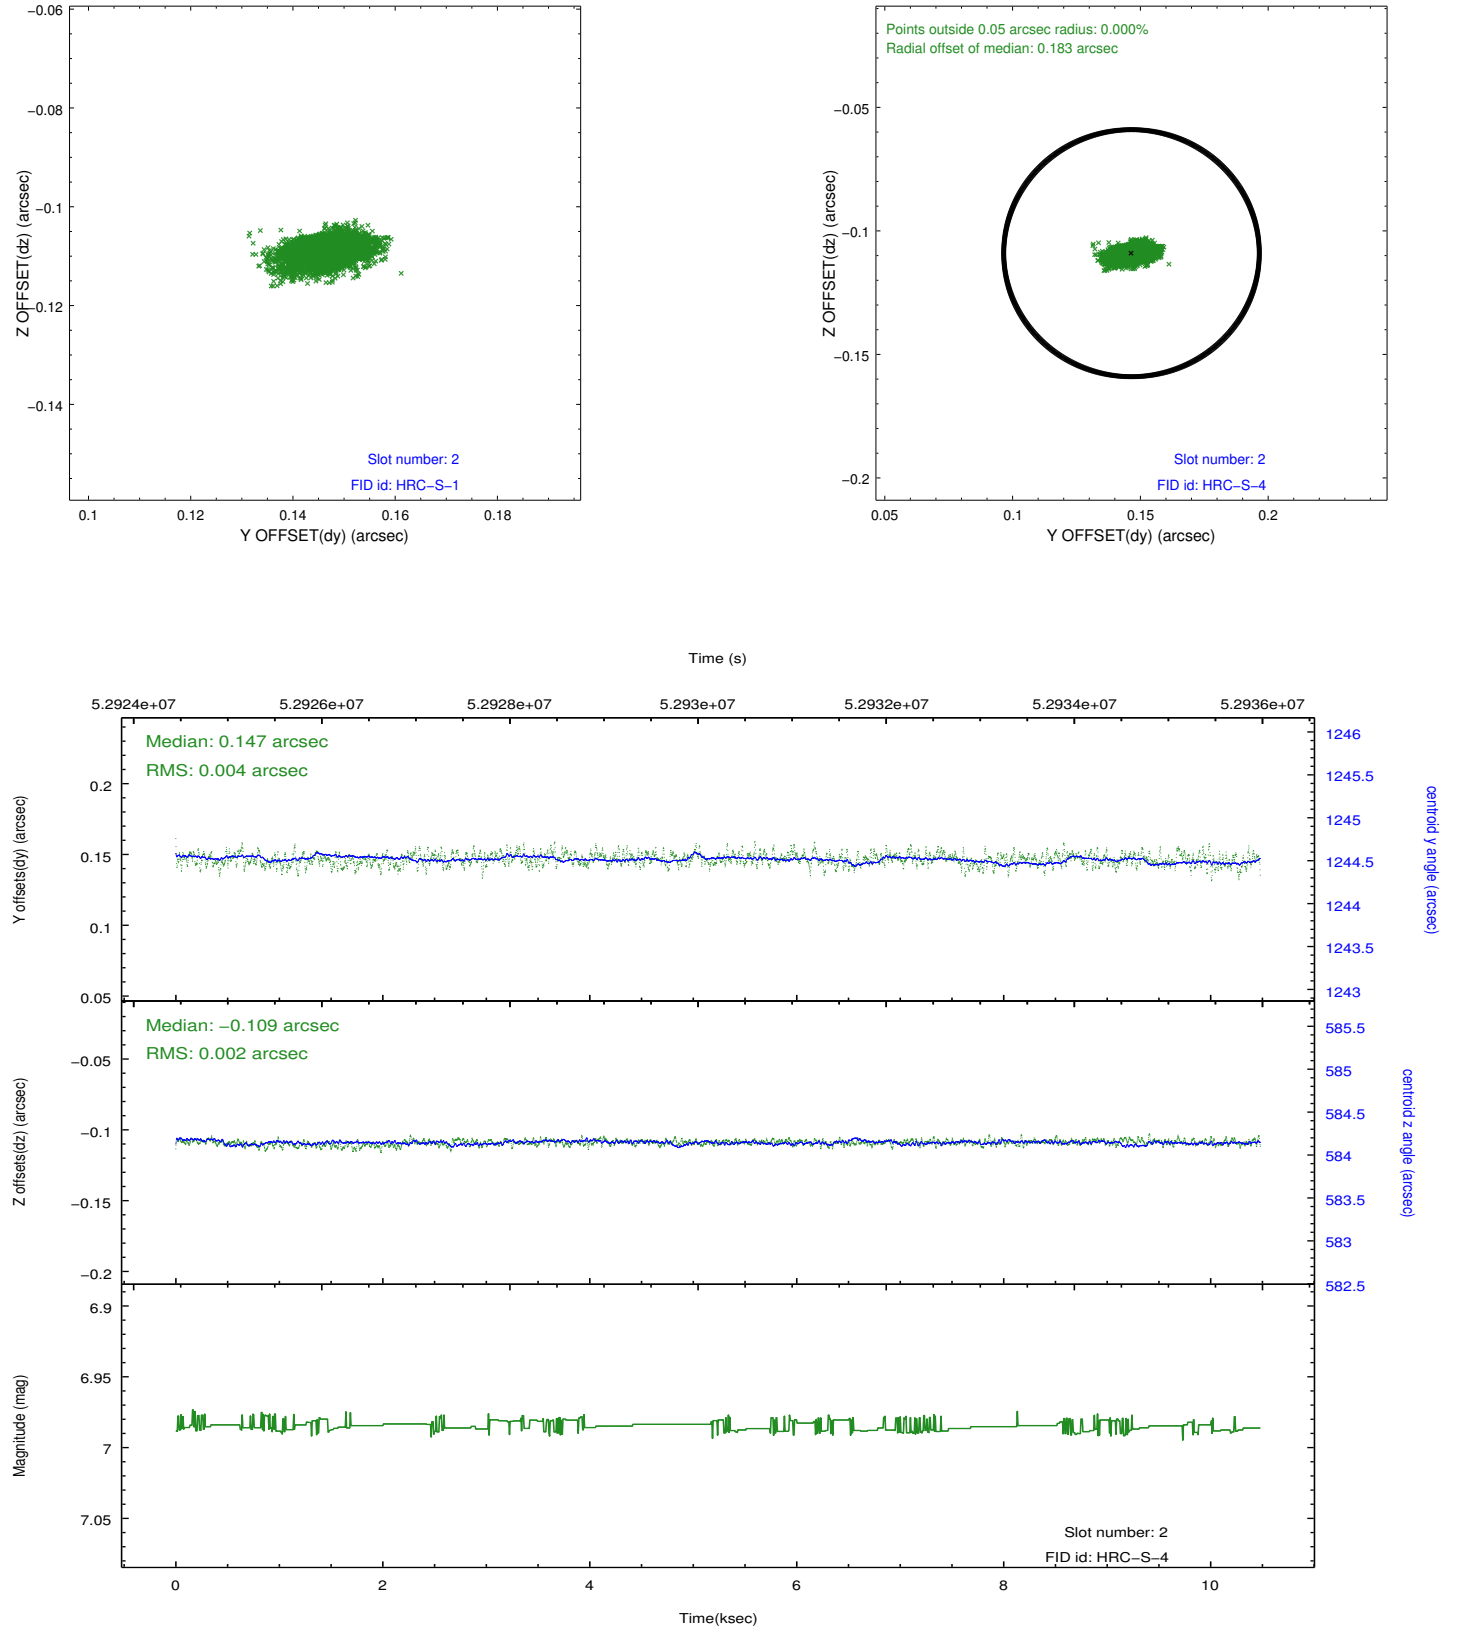 −0.06
−0.08
−0.1
−0.12
−0.14
Z OFFSET(dz) (arcsec)
Slot number: 2
FID id: HRC−S−1
0.1 0.12 0.14 0.16 0.18
Y OFFSET(dy) (arcsec)
Points outside 0.05 arcsec radius: 0.000%
Radial offset of median: 0.183 arcsec
−0.05
−0.1
−0.15
−0.2
Z OFFSET(dz) (arcsec)
Slot number: 2
FID id: HRC−S−4
0.05 0.1 0.15 0.2
Y OFFSET(dy) (arcsec)
Time (s)
5.2924e+07 5.2926e+07 5.2928e+07 5.293e+07 5.2932e+07 5.2934e+07 5.2936e+07
Median: 0.147 arcsec
RMS: 0.004 arcsec
0.2
0.15
0.1
0.05
Y offsets(dy) (arcsec)
1246
1245.5
1245
1244.5
1244
1243.5
1243
centroid y angle (arcsec)
Median: −0.109 arcsec
RMS: 0.002 arcsec
−0.05
−0.1
−0.15
−0.2
Z offsets(dz) (arcsec)
585.5
585
584.5
584
583.5
583
582.5
centroid z angle (arcsec)
6.9
6.95
7
7.05
Magnitude (mag)
Slot number: 2
FID id: HRC−S−4
0 2 4 6 8 10
Time(ksec)